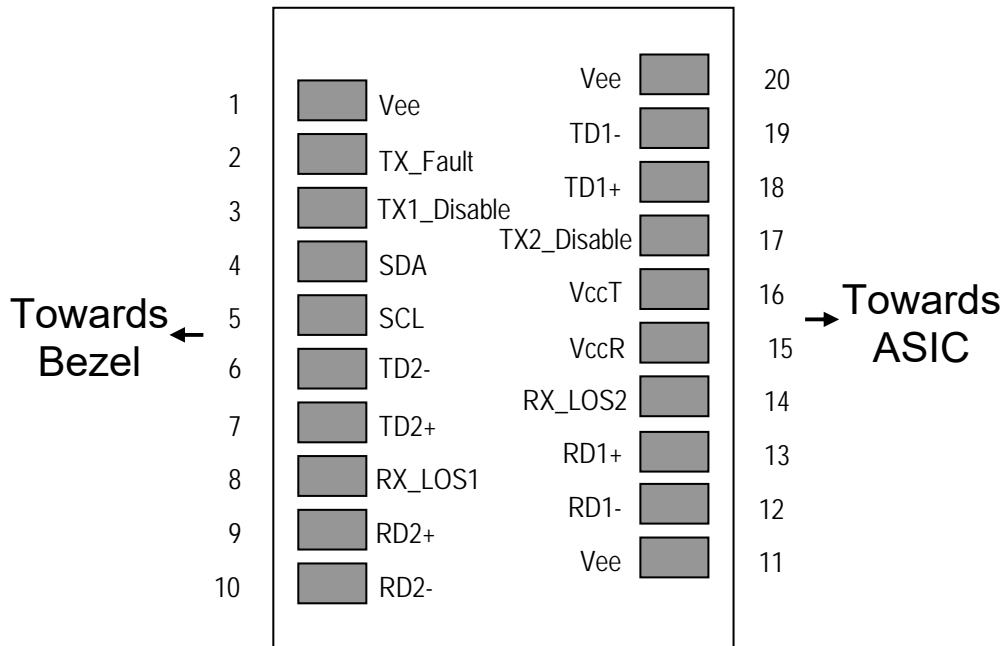 Vee 20
1 Vee
TD1- 19
2 TX_Fault
TD1+ 18
3 TX1_Disable
TX2_Disable 17
4 SDA
VccT 16
Towards
Bezel
5 SCL
Towards
ASIC
VccR 15
6 TD2-
RX_LOS2 14
7 TD2+
RD1+ 13
8 RX_LOS1
RD1- 12
9 RD2+
Vee 11
10 RD2-